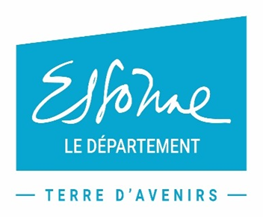 Essonne
LE DÉPARTEMENT
— TERRE D'AVENIRS —